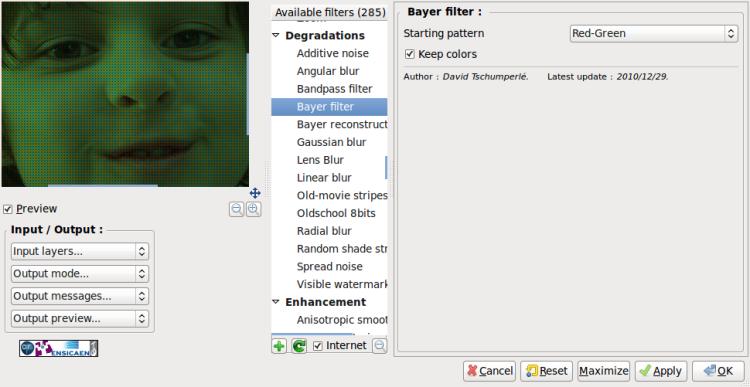 Preview
Input / Output :
Input layers...
Output mode...
Output messages...
Output preview...
ENSICAEN
Available filters (285)
Degradations
Additive noise
Angular blur
Bandpass filter
Bayer filter
Bayer reconstruct
Gaussian blur
Lens Blur
Linear blur
Old-movie stripes
Oldschool 8bits
Radial blur
Random shade str
Spread noise
Visible watermark
Enhancement
Anisotropic smoot
Internet
Bayer filter :
Starting pattern Red-Green
Keep colors
Author : David Tschumperlé. Latest update : 2010/12/29.
Cancel Reset Maximize Apply OK